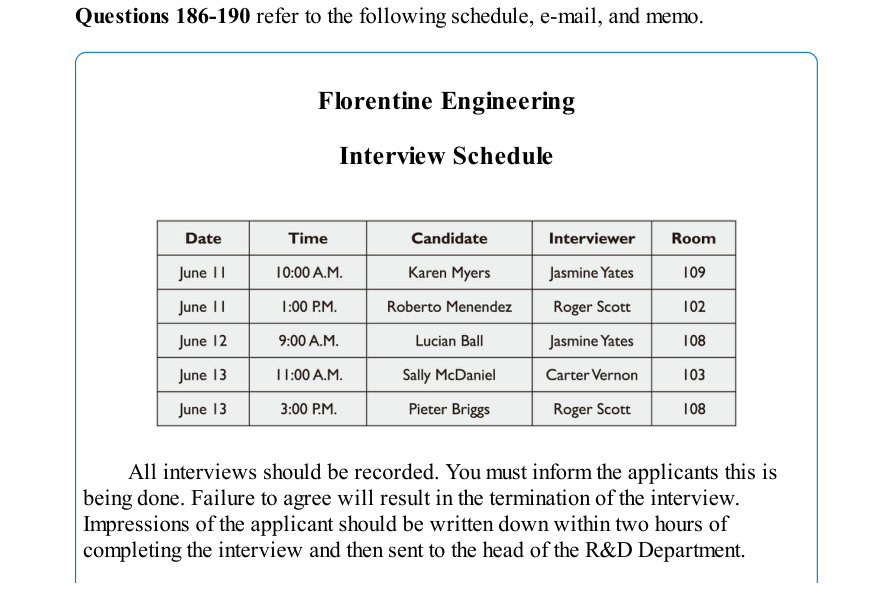 Questions 186-190 refer to the following schedule, e-mail, and memo.
Florentine Engineering
Interview Schedule
Date Time Candidate Interviewer Room
June 11 10:00 A.M. Karen Myers Jasmine Yates 109
June 11 1:00 P.M. Roberto Menendez Roger Scott 102
June 12 9:00 A.M. Lucian Ball Jasmine Yates 108
June 13 11:00 A.M. Sally McDaniel Carter Vernon 103
June 13 3:00 P.M. Pieter Briggs Roger Scott 108
All interviews should be recorded. You must inform the applicants this is
being done. Failure to agree will result in the termination of the interview.
Impressions of the applicant should be written down within two hours of
completing the interview and then sent to the head of the R&D Department.